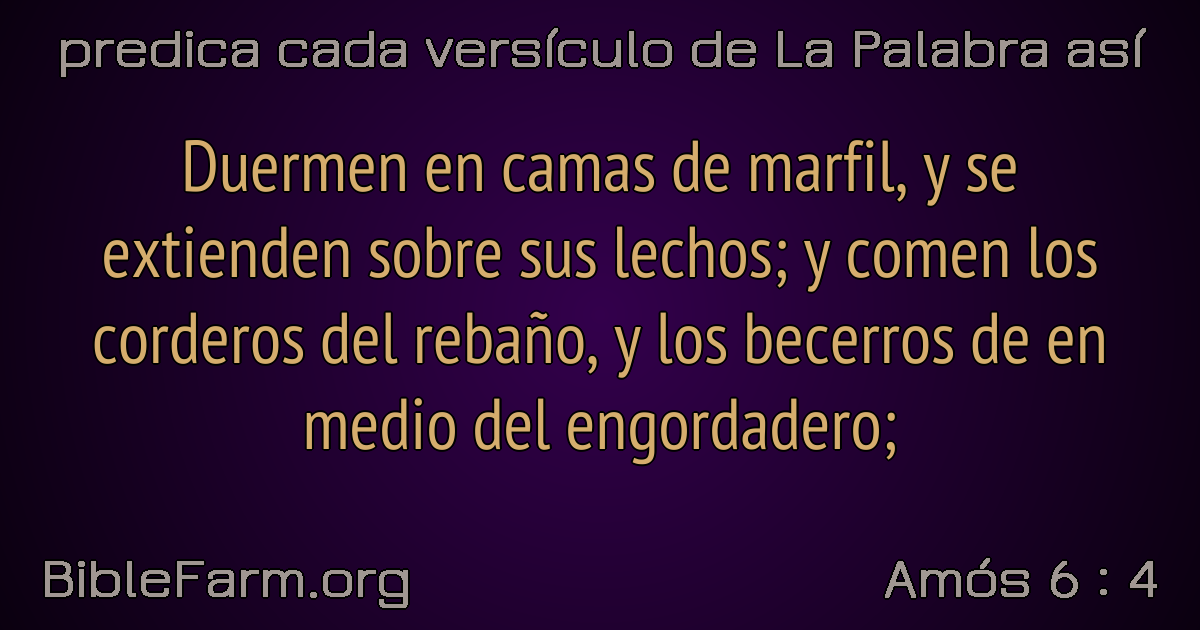 predica cada versículo de La Palabra así
Duermen en camas de marfil, y se
extienden sobre sus lechos; y comen los
corderos del rebaño, y los becerros de en
medio del engordadero;
BibleFarm.org
Amós 6 : 4